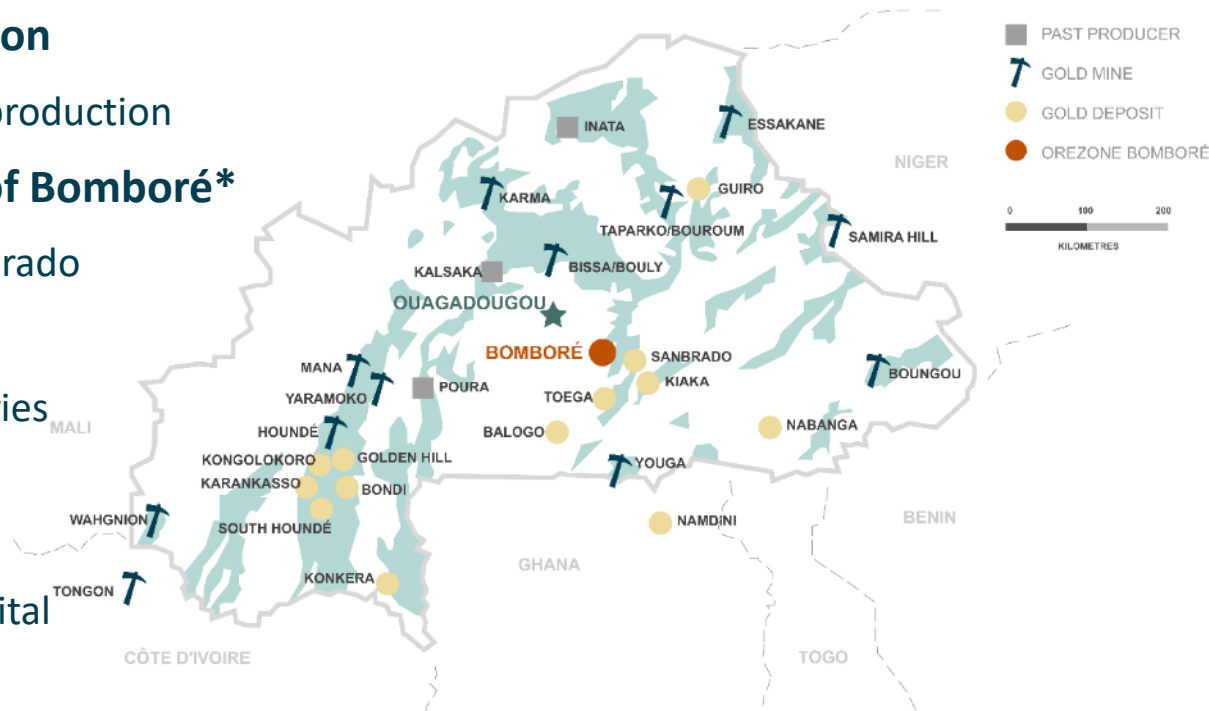 on
production
of Bomboré*
rado
ries
ital
PAST PRODUCER
GOLD MINE
GOLD DEPOSIT
OREZONE BOMBORÉ
0 100 200
KILOMETRES
INATA
ESSAKANE
NIGER
KARMA
GUIRO
TAPARKO/BOUROUM
SAMIRA HILL
KALSAKA
BISSA/BOULY
OUAGADOUGOU
BOMBORÉ
SANBRADO
MANA
KIAKA
BOUNGOU
YARAMOKO
POURA
TOEGA
MALI
HOUNDÉ
BALOGO
NABANGA
KONGOLOKORO
GOLDEN HILL
YOUGA
KARANKASSO
BONDI
WAHGNION
SOUTH HOUNDÉ
NAMDINI
BENIN
GHANA
TONGON
KONKERA
CÔTE D'IVOIRE
TOGO